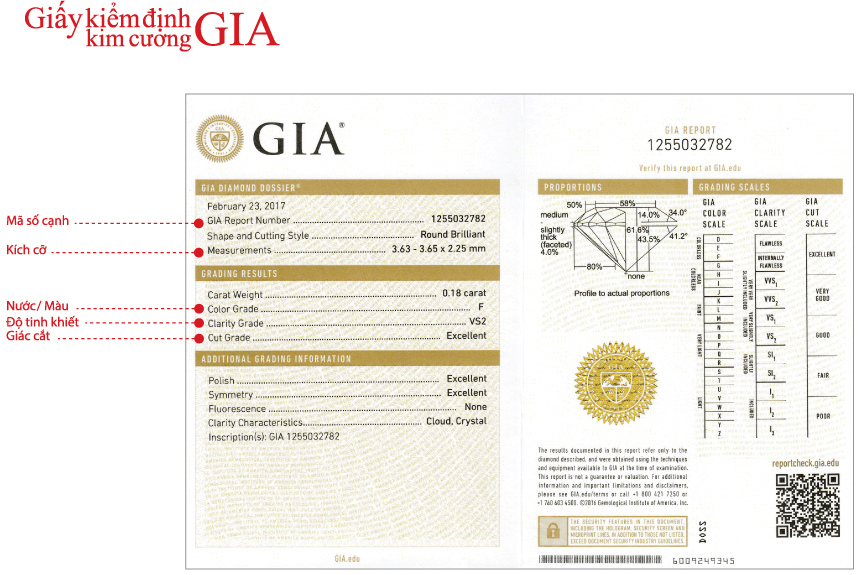 Giấy kiểm định
kim cương GIA
GIA®
GIA DIAMOND DOSSIER®
February 23, 2017
Mã số cạnh
GIA Report Number 1255032782
Shape and Cutting Style Round Brilliant
Kích cỡ
Measurements 3.63 - 3.65 x 2.25 mm
GRADING RESULTS
Carat Weight 0.18 carat
Nước/ Màu
Color Grade F
Độ tinh khiết
Clarity Grade VS2
Giác cắt
Cut Grade Excellent
ADDITIONAL GRADING INFORMATION
Polish Excellent
Symmetry Excellent
Fluorescence None
Clarity Characteristics Cloud, Crystal
Inscription(s): GIA 1255032782
GIA.edu
GIA REPORT
1255032782
Verify this report at GIA.edu
PROPORTIONS
50%
58%
medium
14.0%
34.0°
slightly
thick
(faceted)
4.0%
61.6%
43.5%
41.2°
80%
none
Profile to actual proportions
The results documented in this report refer only to the
diamond described, and were obtained using the techniques
and equipment available to GIA at the time of examination.
This report is not a guarantee or valuation. For additional
information and important limitations and disclaimers,
please see GIA.edu/terms or call +1 800 421 7250 or
+1 760 603 4500. ©2016 Gemological Institute of America, Inc.
THE SECURITY FEATURES IN THIS DOCUMENT,
INCLUDING THE HOLOGRAM, SECURITY SCREEN AND
MICROPRINT LINES, IN ADDITION TO THOSE NOT LISTED,
EXCEED DOCUMENT SECURITY INDUSTRY GUIDELINES.
6009249345
GRADING SCALES
GIA
COLOR
SCALE
D
E
F
G
H
I
J
K
L
M
N
O
P
Q
R
S
T
U
V
W
X
Y
Z
COLORLESS
NEAR COLORLESS
FAINT
VERY LIGHT
LIGHT
GIA
CLARITY
SCALE
FLAWLESS
INTERNALLY
FLAWLESS
VVS1
VVS2
VS1
VS2
SI1
SI2
I1
I2
I3
VERY VERY SLIGHTLY INCLUDED
VERY SLIGHTLY INCLUDED
SLIGHTLY INCLUDED
INCLUDED
GIA
CUT
SCALE
EXCELLENT
VERY
GOOD
GOOD
FAIR
POOR
reportcheck.gia.edu